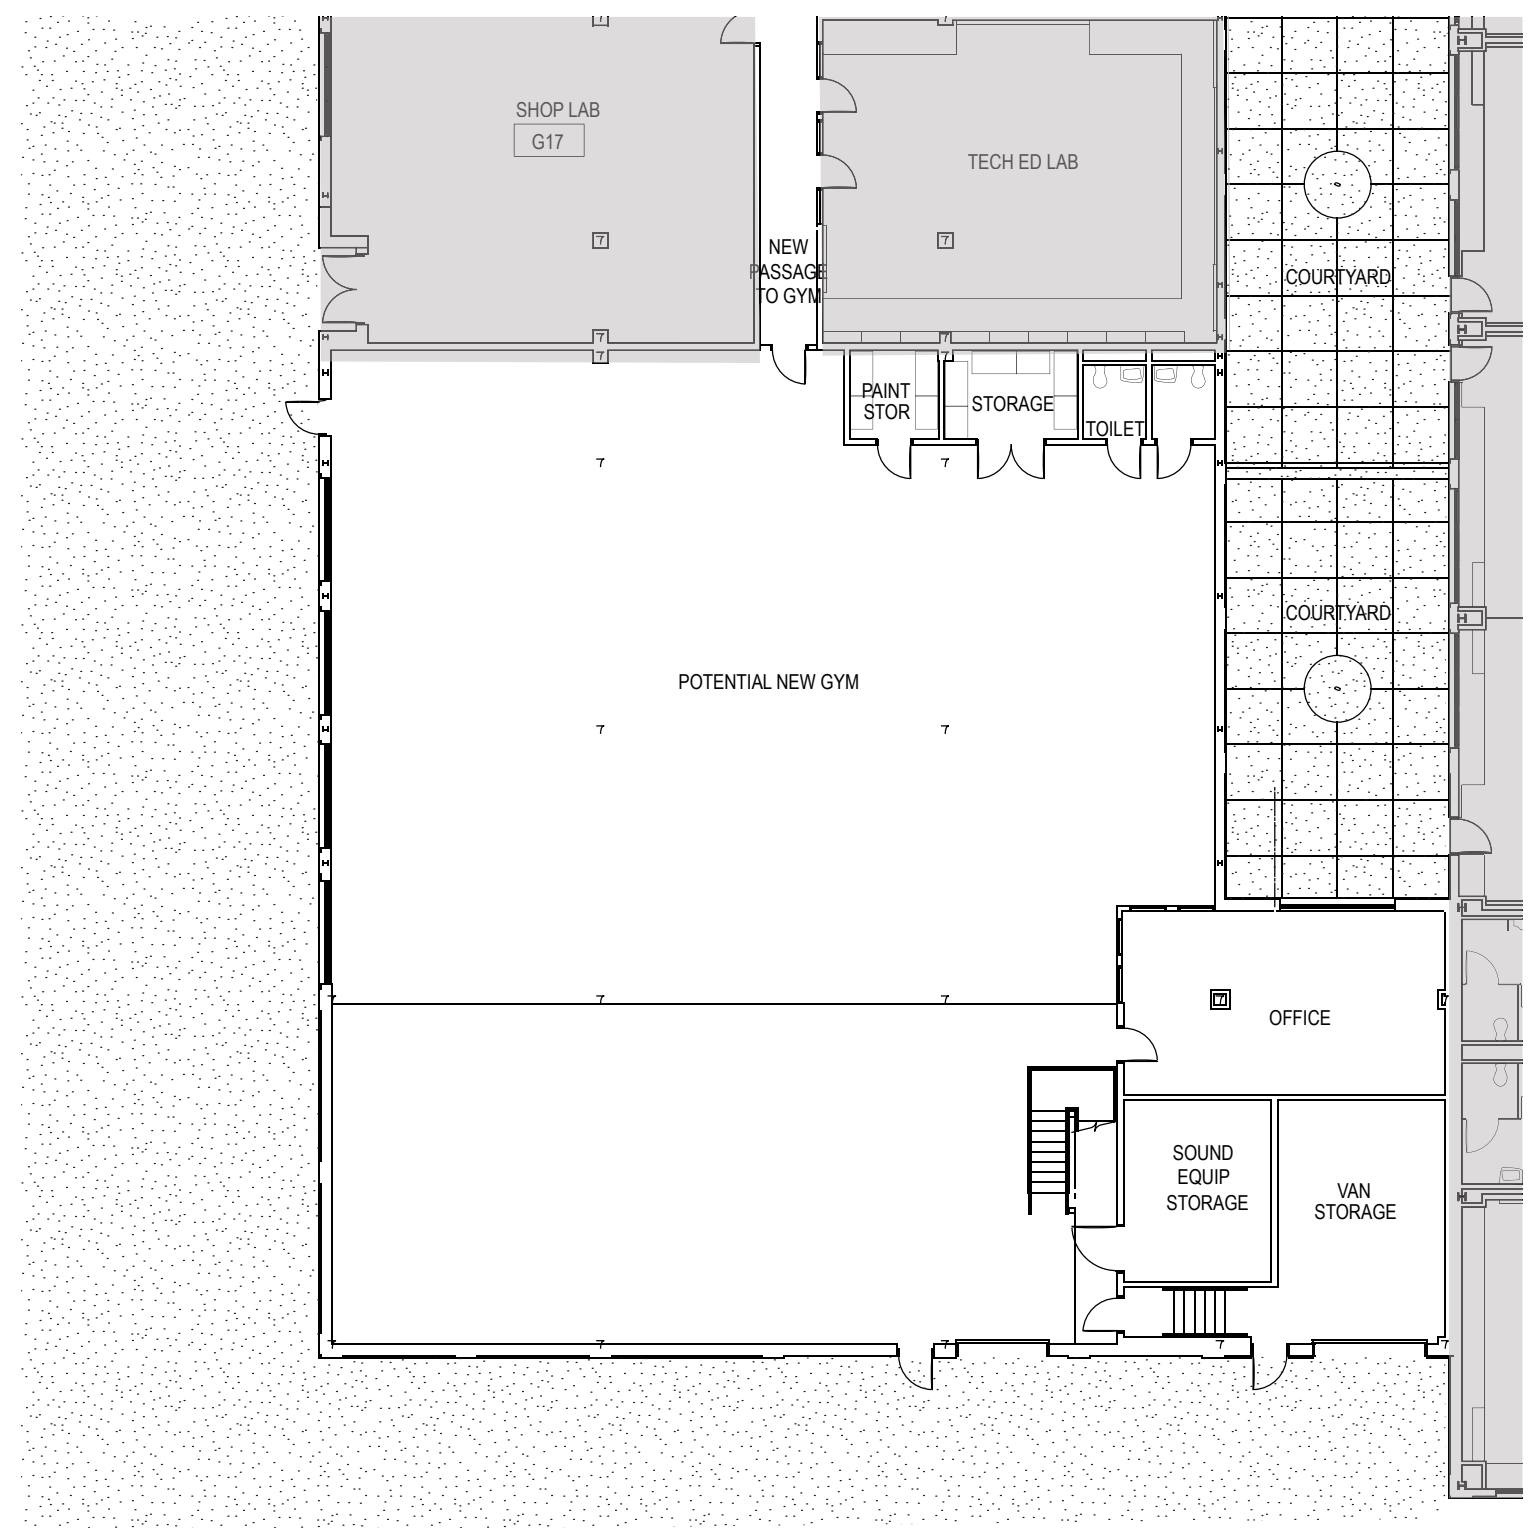 SHOP LAB
G17
TECH ED LAB
NEW
PASSAGE
TO GYM
COURTYARD
PAINT
STOR
STORAGE
TOILET
COURTYARD
POTENTIAL NEW GYM
OFFICE
SOUND
EQUIP
STORAGE
VAN
STORAGE